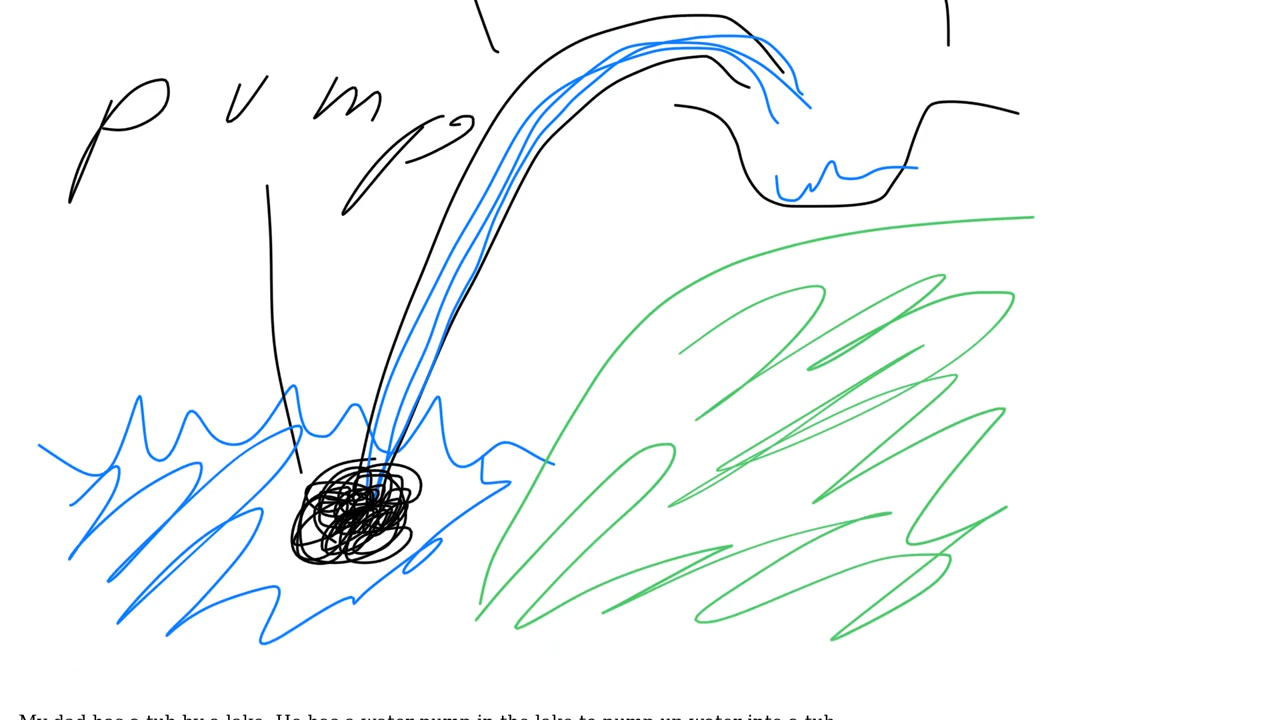 pump
My dad has a tub by a lake. He has a water pump in the lake to pump up water into a tub